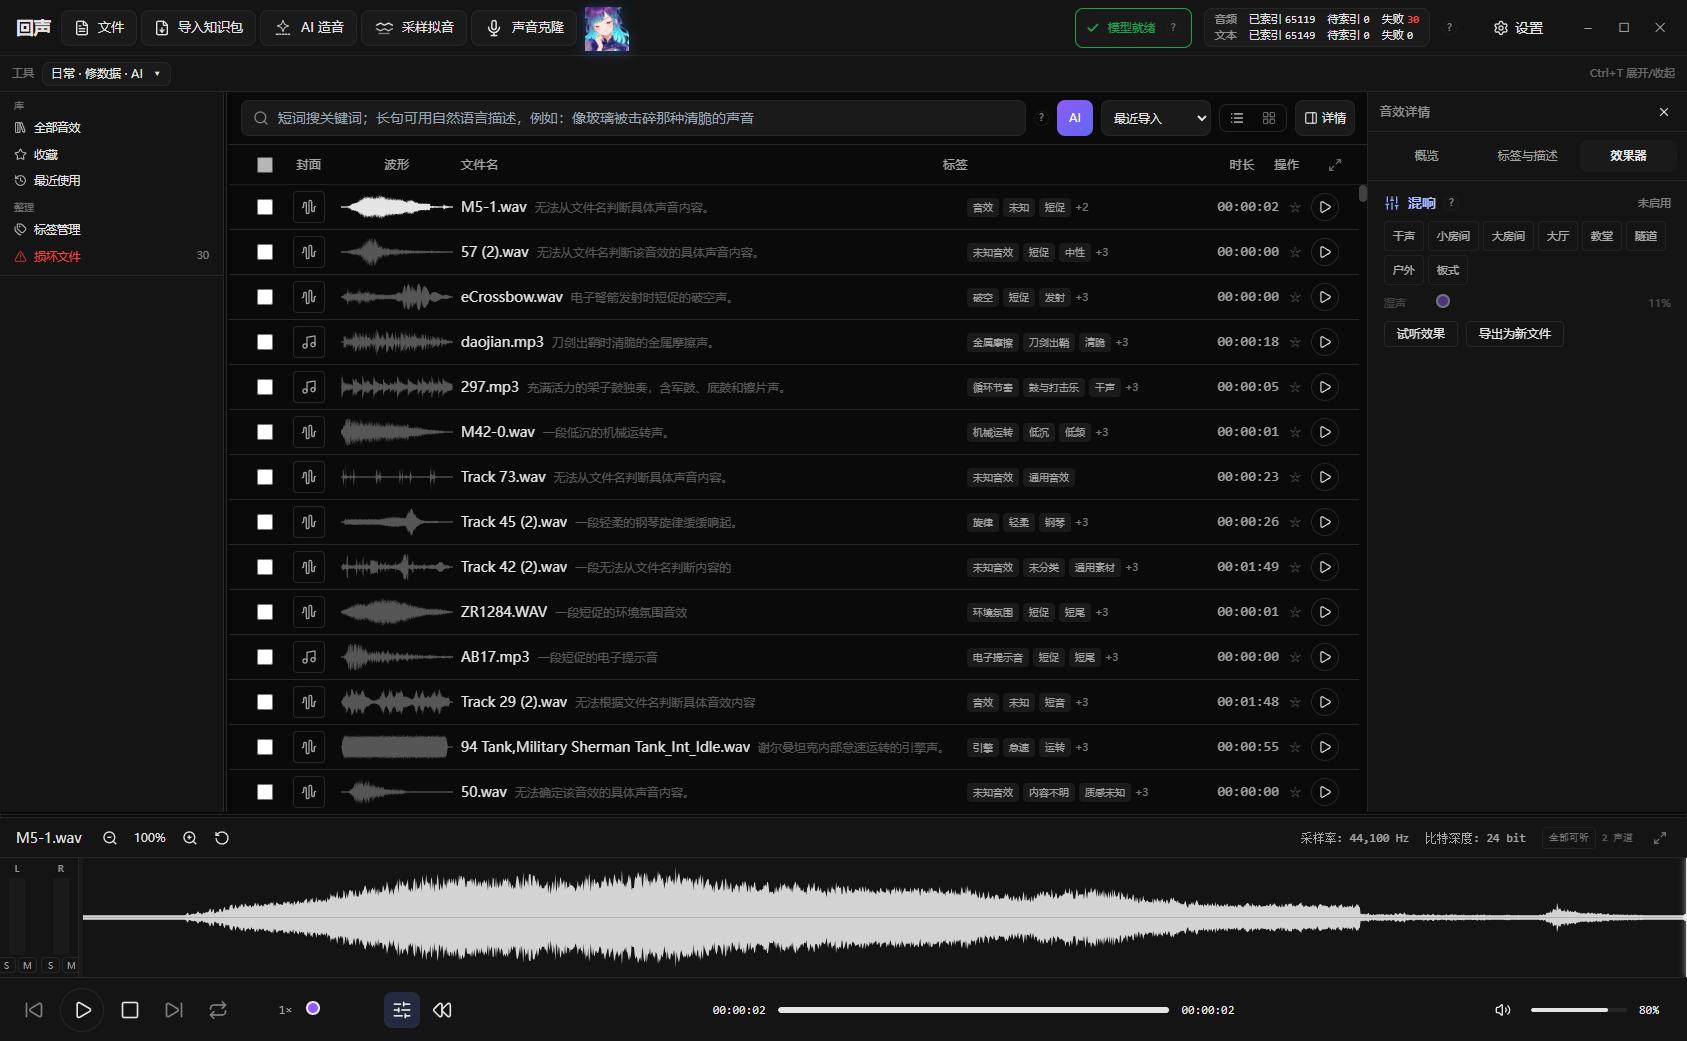 回声 文件 导入知识包 AI 造音 采样拟音 声音克隆 模型就绪 ? 音频 已索引 65119 待索引 0 失败 30 ? 设置
文本 已索引 65149 待索引 0 失败 0
工具 日常 · 修数据 · AI Ctrl+T 展开/收起
库
全部音效
收藏
最近使用
整理
标签管理
损坏文件 30
短词搜关键词；长句可用自然语言描述，例如：像玻璃被击碎那种清脆的声音 ? AI 最近导入 详情
封面 波形 文件名 标签 时长 操作
M5-1.wav 无法从文件名判断具体声音内容。 音效 未知 短促 +2 00:00:02
57 (2).wav 无法从文件名判断该音效的具体声音内容。 未知音效 短促 中性 +3 00:00:00
eCrossbow.wav 电子弩箭发射时短促的破空声。 破空 短促 发射 +3 00:00:00
daojian.mp3 刀剑出鞘时清脆的金属摩擦声。 金属摩擦 刀剑出鞘 清脆 +3 00:00:18
297.mp3 充满活力的架子鼓独奏，含军鼓、底鼓和镲片声。 循环节奏 鼓与打击乐 干声 +3 00:00:05
M42-0.wav 一段低沉的机械运转声。 机械运转 低沉 低频 +3 00:00:01
Track 73.wav 无法从文件名判断具体声音内容。 未知音效 通用音效 00:00:23
Track 45 (2).wav 一段轻柔的钢琴旋律缓缓响起。 旋律 轻柔 钢琴 +3 00:00:26
Track 42 (2).wav 一段无法从文件名判断内容的 未知音效 未分类 通用素材 +3 00:01:49
ZR1284.WAV 一段短促的环境氛围音效 环境氛围 短促 短尾 +3 00:00:01
AB17.mp3 一段短促的电子提示音 电子提示音 短促 短尾 +3 00:00:00
Track 29 (2).wav 无法根据文件名判断具体音效内容 音效 未知 短音 +3 00:01:48
94 Tank,Military Sherman Tank_Int_Idle.wav 谢尔曼坦克内部怠速运转的引擎声。 引擎 怠速 运转 +3 00:00:55
50.wav 无法确定该音效的具体声音内容。 未知音效 内容不明 质感未知 +3 00:00:00
音效详情
概览 标签与描述 效果器
混响 ? 未启用
干声 小房间 大房间 大厅 教堂 隧道
户外 板式
湿声 11%
试听效果 导出为新文件
M5-1.wav 100% 采样率: 44,100 Hz 比特深度: 24 bit 全部可听 2 声道
L R
S M S M
1× 00:00:02 00:00:02 80%